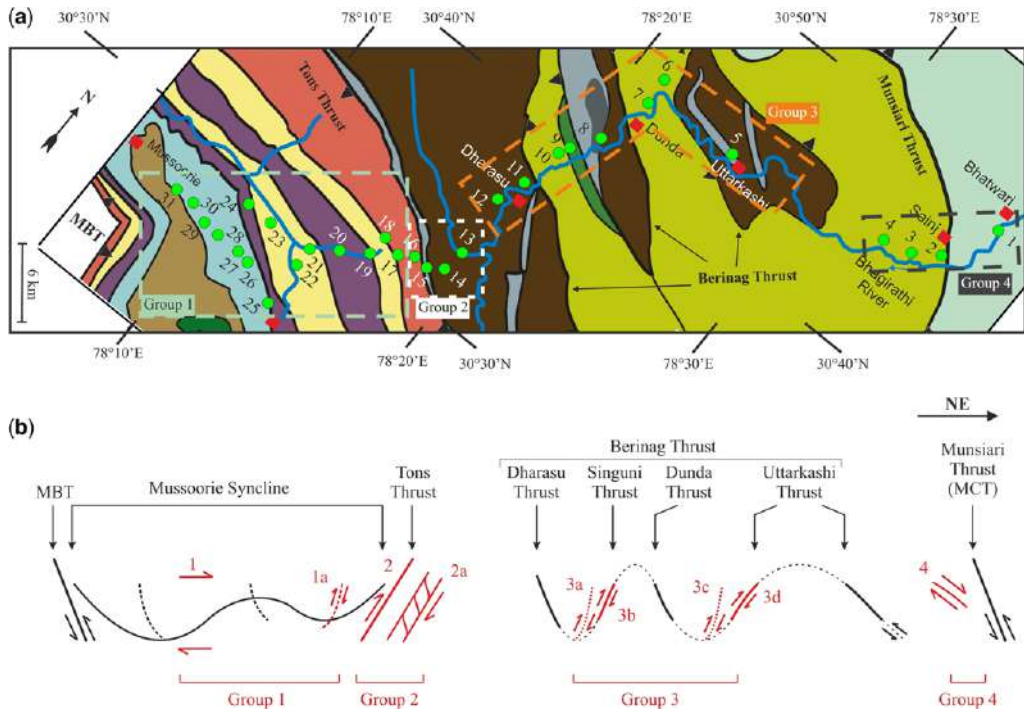 (a)
30°30'N
78°10'E
30°40'N
78°20'E
30°50'N
78°30'E
N
Tons Thrust
Munsiari Thrust
Group 3
Mussoorie
MBT
Dharasu
Dunda
Uttarkashi
Sainj
Bhatwari
6
7
8
9
10
11
12
5
4
3
2
1
31
30
29
28
27
26
25
24
23
22
21
20
19
18
17
16
15
14
13
Berinag Thrust
Bhagirathi
River
Group 1
Group 2
Group 4
6 km
78°10'E
78°20'E
30°30'N
78°30'E
30°40'N
(b)
NE
Berinag Thrust
MBT
Mussoorie Syncline
Tons
Thrust
Dharasu
Thrust
Singuni
Thrust
Dunda
Thrust
Uttarkashi
Thrust
Munsiari
Thrust
(MCT)
1
1a
2
2a
3a
3b
3c
3d
4
Group 1
Group 2
Group 3
Group 4